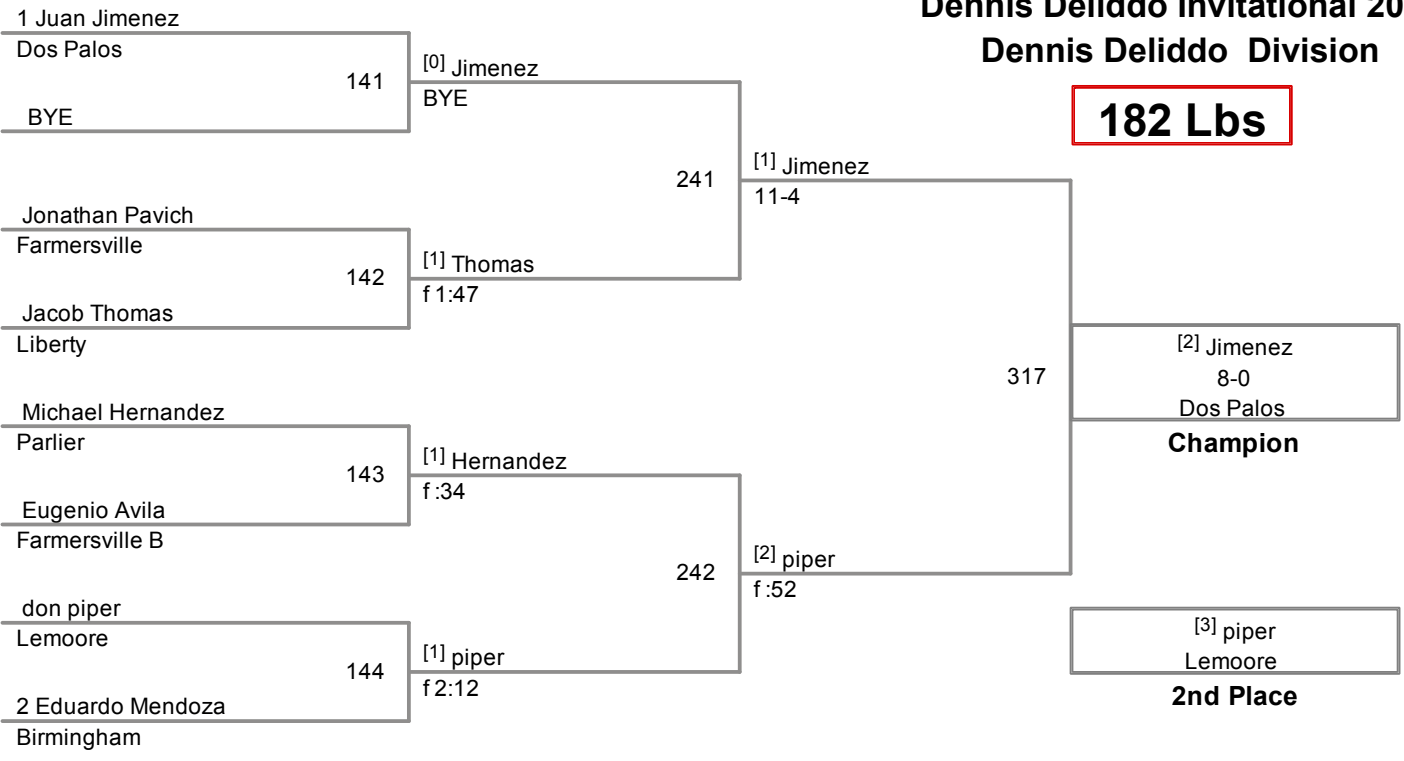 Dennis Deliddo Invitational 20
Dennis Deliddo Division
182 Lbs
1 Juan Jimenez
Dos Palos
141
BYE
[0] Jimenez
BYE
Jonathan Pavich
Farmersville
142
Jacob Thomas
Liberty
[1] Thomas
f 1:47
241
[1] Jimenez
11-4
Michael Hernandez
Parlier
143
Eugenio Avila
Farmersville B
[1] Hernandez
f :34
don piper
Lemoore
144
2 Eduardo Mendoza
Birmingham
[1] piper
f 2:12
242
[2] piper
f :52
317
[2] Jimenez
8-0
Dos Palos
Champion
[3] piper
Lemoore
2nd Place